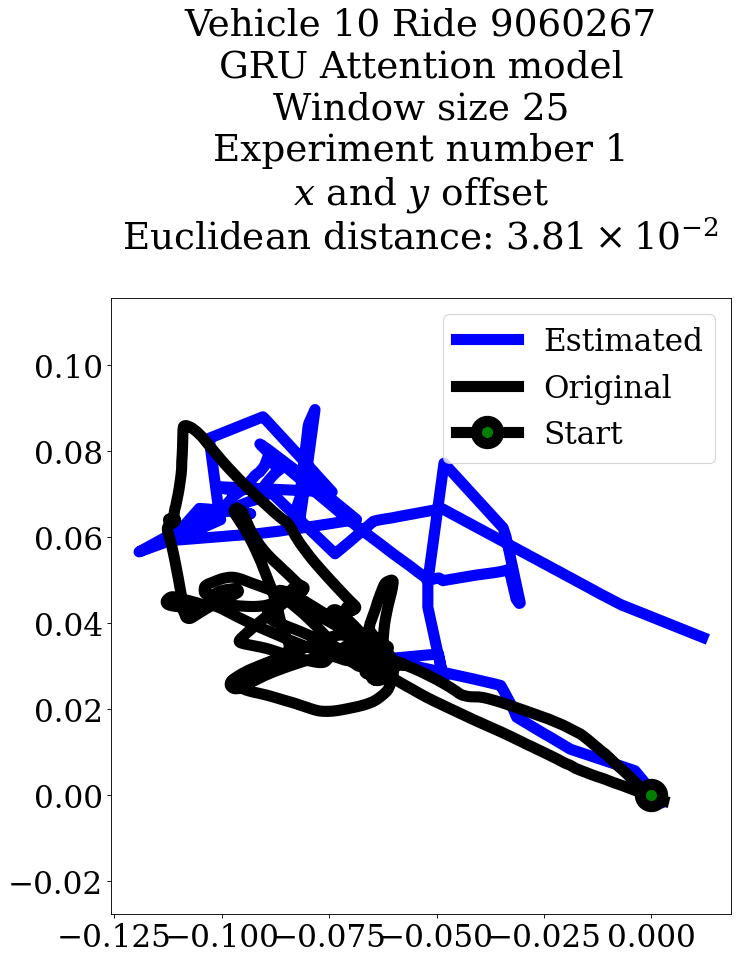 Vehicle 10 Ride 9060267
GRU Attention model
Window size 25
Experiment number 1
x and y offset
Euclidean distance: 3.81 × 10⁻²
Estimated
Original
Start
0.10
0.08
0.06
0.04
0.02
0.00
−0.02
−0.125 −0.100 −0.075 −0.050 −0.025 0.000